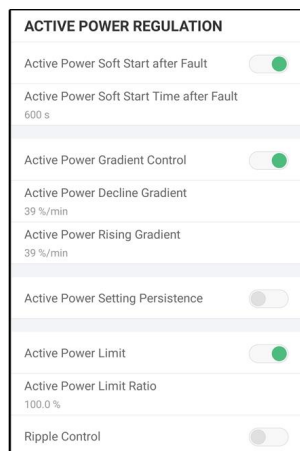 ACTIVE POWER REGULATION
Active Power Soft Start after Fault
Active Power Soft Start Time after Fault
600 s
Active Power Gradient Control
Active Power Decline Gradient
39 %/min
Active Power Rising Gradient
39 %/min
Active Power Setting Persistence
Active Power Limit
Active Power Limit Ratio
100.0 %
Ripple Control